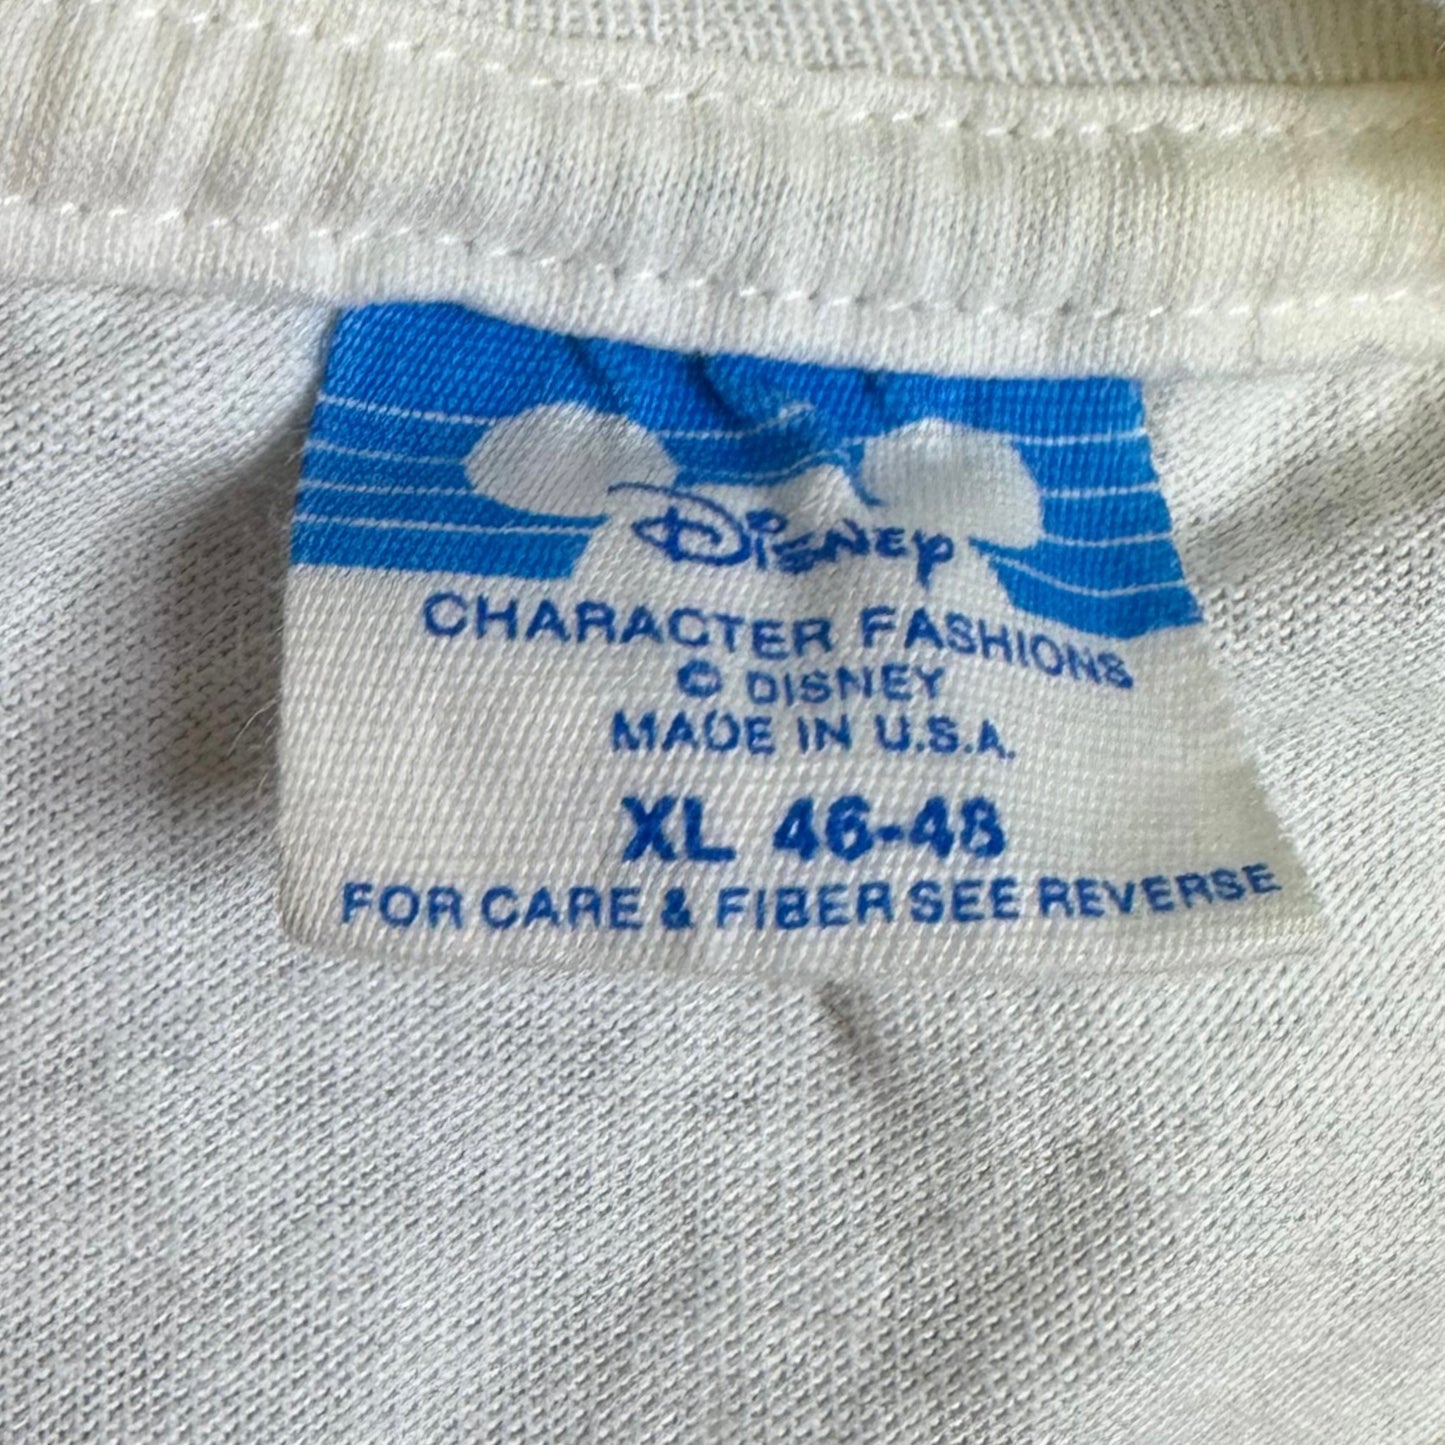 Disney
CHARACTER FASHIONS
© DISNEY
MADE IN U.S.A.
XL 46-48
FOR CARE & FIBER SEE REVERSE